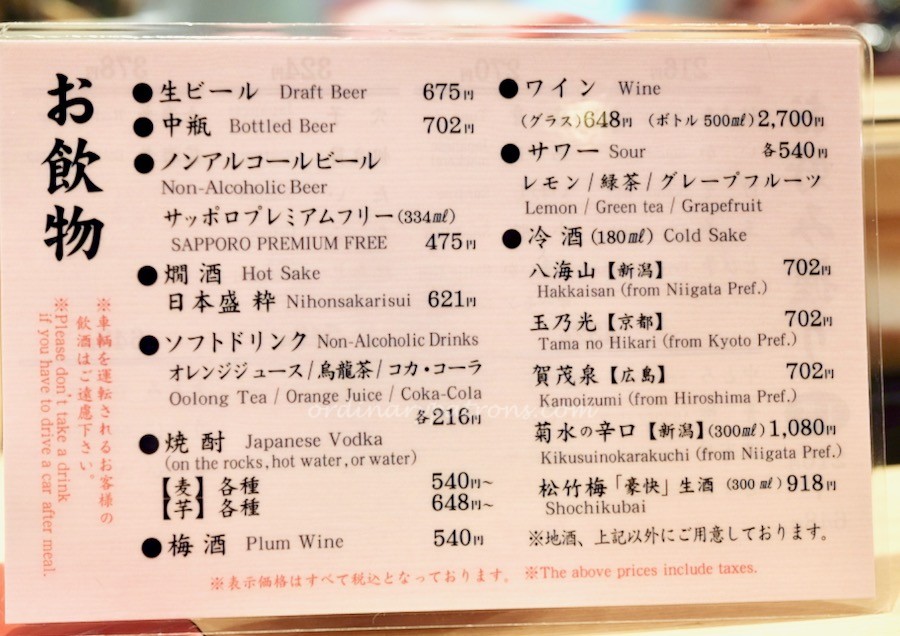 お飲物
●生ビール Draft Beer 675円
●中瓶 Bottled Beer 702円
●ノンアルコールビール
Non-Alcoholic Beer
サッポロプレミアムフリー(334㎖)
SAPPORO PREMIUM FREE 475円
●燗酒 Hot Sake
日本盛 粋 Nihonsakarisui 621円
●ソフトドリンク Non-Alcoholic Drinks
オレンジジュース/烏龍茶/コカ・コーラ
Oolong Tea / Orange Juice / Coka-Cola
各216円
●焼酎 Japanese Vodka
(on the rocks, hot water, or water)
【麦】各種 540円~
【芋】各種 648円~
●梅酒 Plum Wine 540円
●ワイン Wine
(グラス)648円 (ボトル 500㎖)2,700円
●サワー Sour 各540円
レモン/緑茶/グレープフルーツ
Lemon / Green tea / Grapefruit
●冷酒(180㎖) Cold Sake
八海山【新潟】 702円
Hakkaisan (from Niigata Pref.)
玉乃光【京都】 702円
Tama no Hikari (from Kyoto Pref.)
賀茂泉【広島】 702円
Kamoizumi (from Hiroshima Pref.)
菊水の辛口【新潟】(300㎖)1,080円
Kikusuinokarakuchi (from Niigata Pref.)
松竹梅「豪快」生酒 (300㎖)918円
Shochikubai
※地酒、上記以外にご用意しております。
※車輌を運転されるお客様の
飲酒はご遠慮下さい。
※Please don't take a drink
if you have to drive a car after meal.
※表示価格はすべて税込となっております。 ※The above prices include taxes.